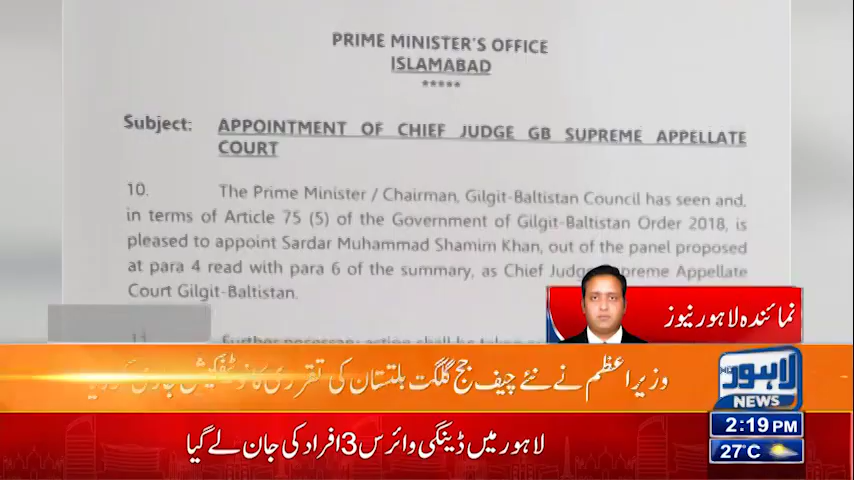 PRIME MINISTER'S OFFICE
ISLAMABAD
*****
Subject: APPOINTMENT OF CHIEF JUDGE GB SUPREME APPELLATE
COURT
10. The Prime Minister / Chairman, Gilgit-Baltistan Council has seen and,
in terms of Article 75 (5) of the Government of Gilgit-Baltistan Order 2018, is
pleased to appoint Sardar Muhammad Shamim Khan, out of the panel proposed
at para 4 read with para 6 of the summary, as Chief Judge Supreme Appellate
Court Gilgit-Baltistan.
نمائندہ لاہور نیوز
وزیراعظم نے نئے چیف جج گلگت بلتستان کی تقرری کا نوٹیفکیشن جاری
لاہور
NEWS
2:19 PM
27°C
لاہور میں ڈینگی وائرس 3 افراد کی جان لے گیا